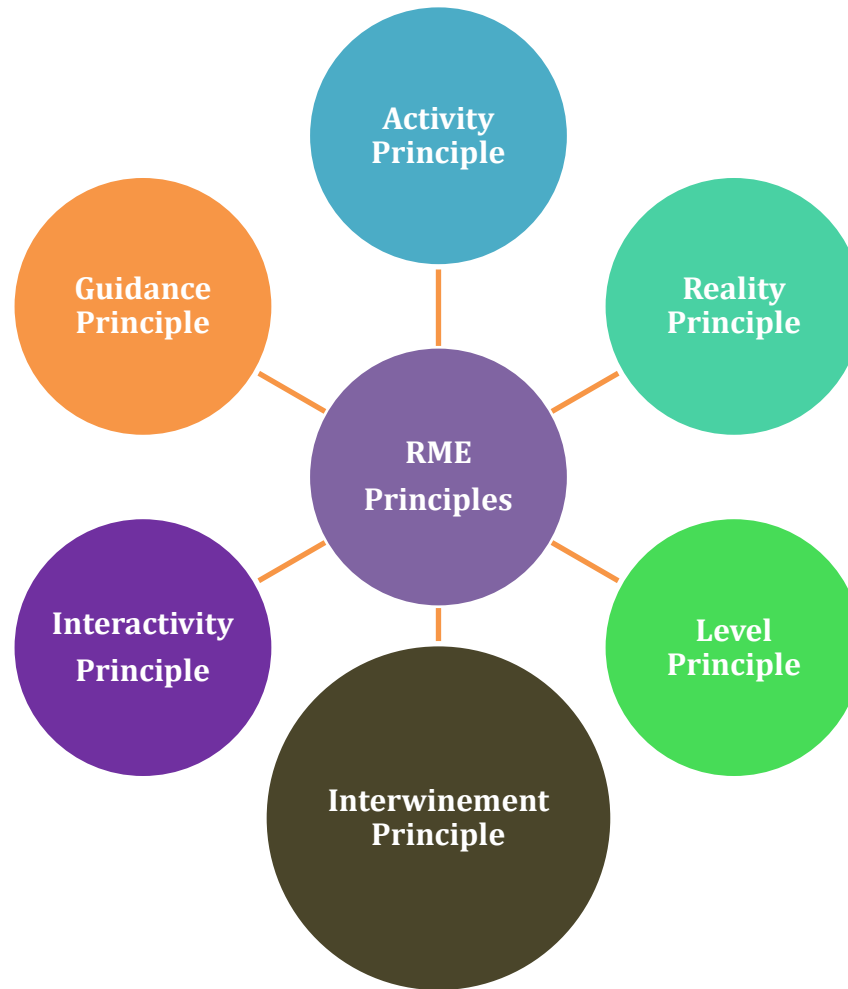 Activity
Principle
Guidance
Principle
Reality
Principle
RME
Principles
Interactivity
Principle
Level
Principle
Interwinement
Principle